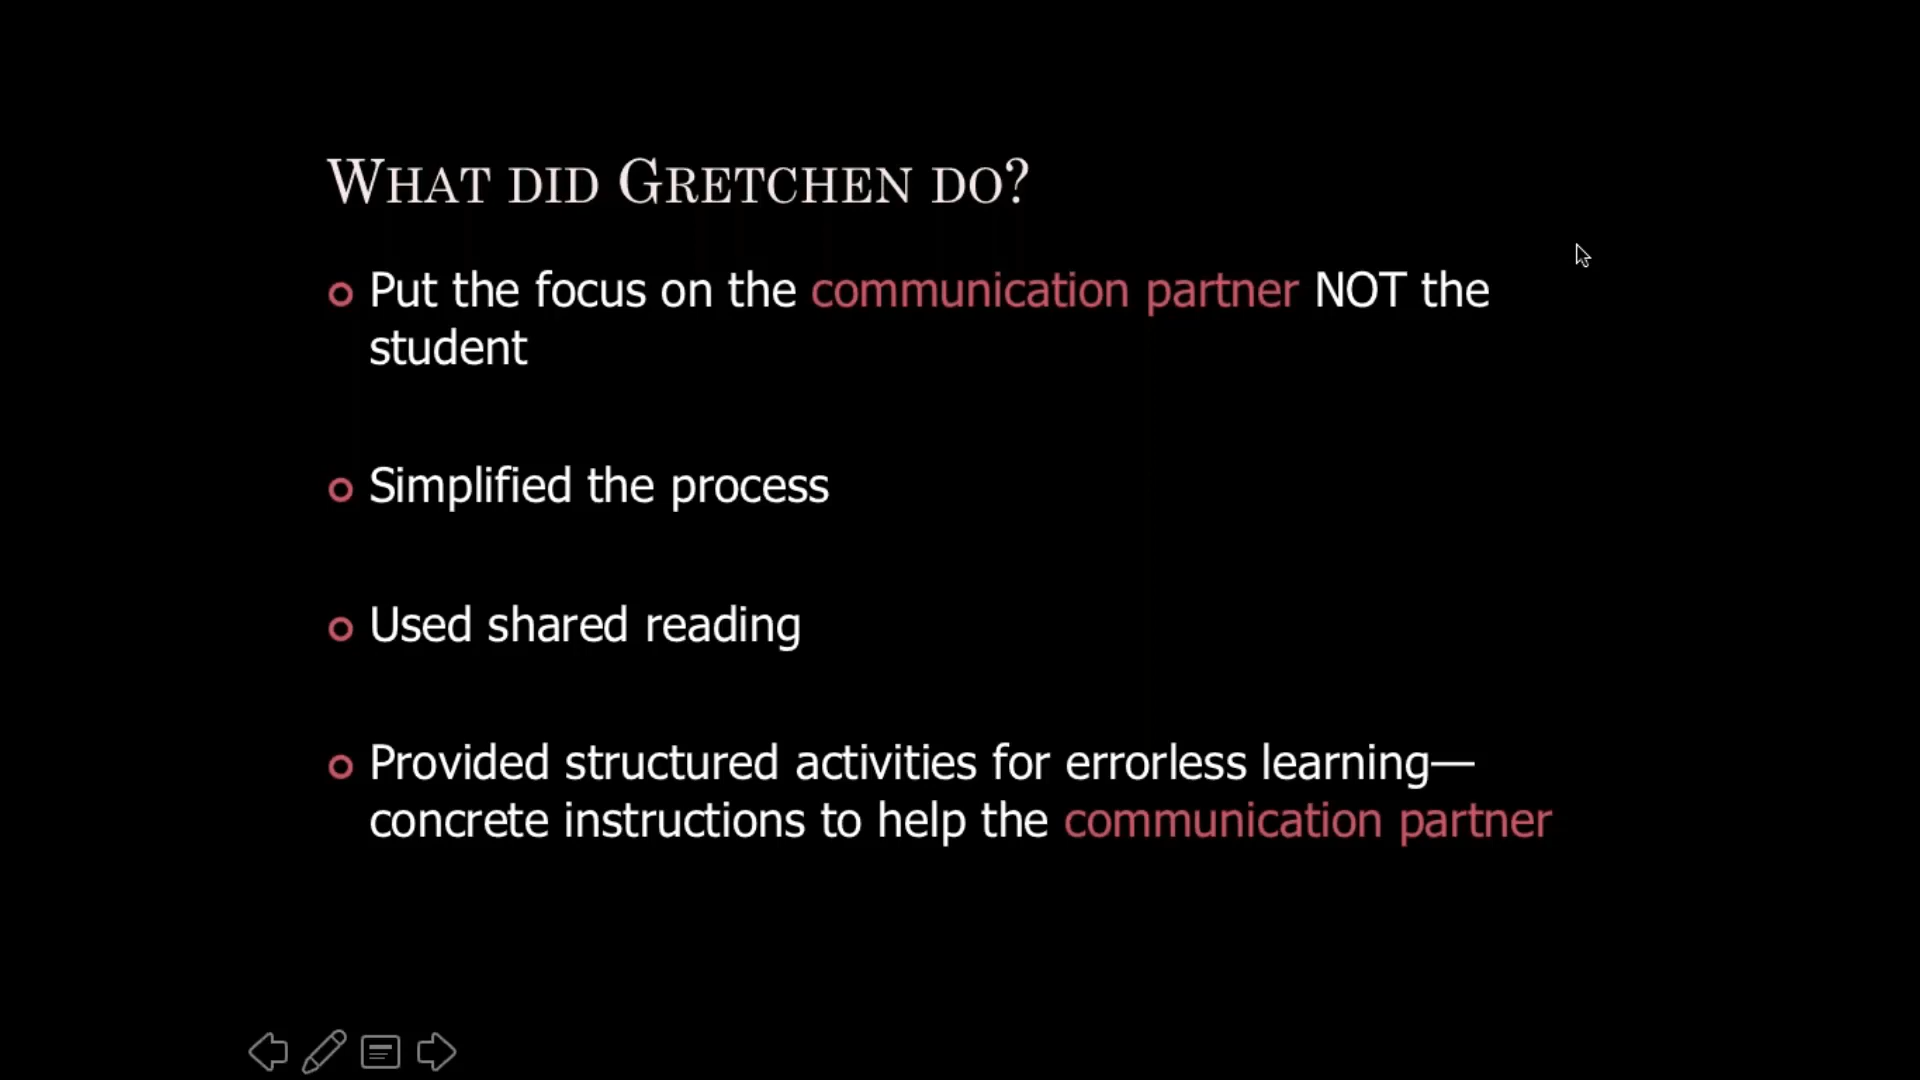 What did Gretchen do?
Put the focus on the communication partner NOT the
student
Simplified the process
Used shared reading
Provided structured activities for errorless learning—
concrete instructions to help the communication partner